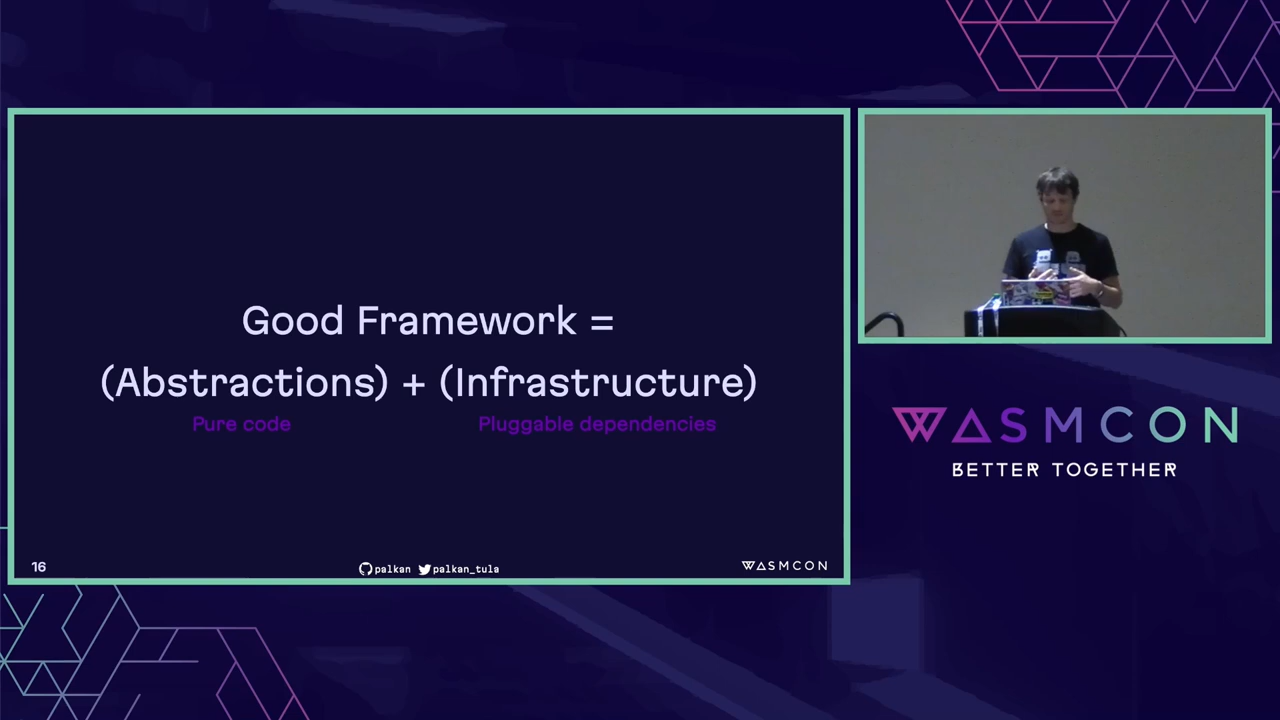 Good Framework =
(Abstractions) + (Infrastructure)
Pure code
Pluggable dependencies
16
palkan
palkan_tula
WASMCON
WASMCON
BETTER TOGETHER